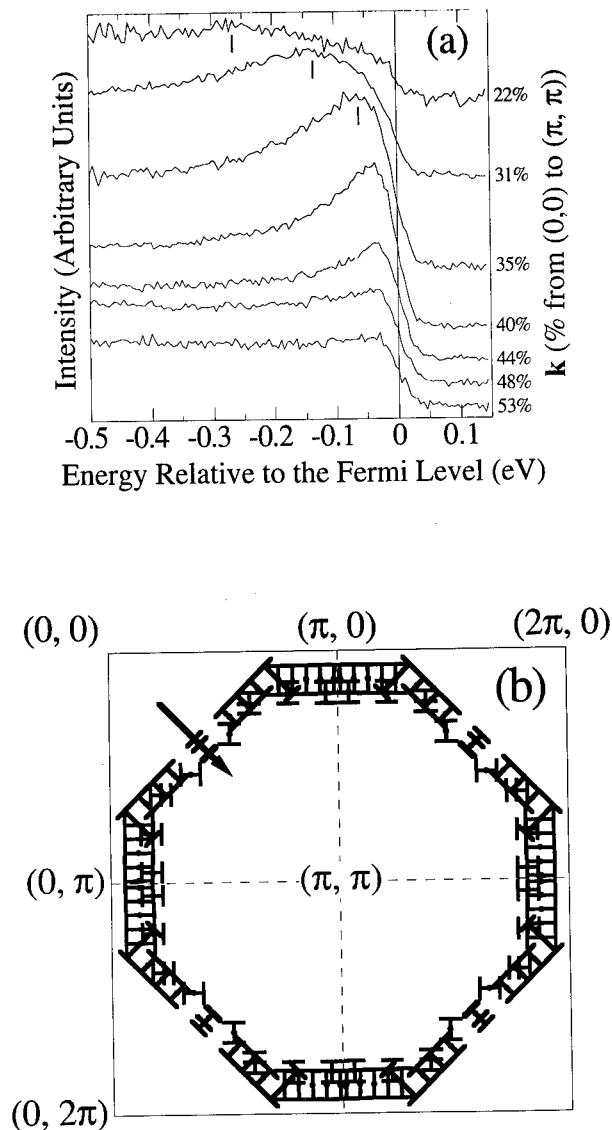 (a)
Intensity (Arbitrary Units)
22%
31%
35%
40%
44%
48%
53%
k (% from (0,0) to (π, π))
-0.5 -0.4 -0.3 -0.2 -0.1 0 0.1
Energy Relative to the Fermi Level (eV)
(0, 0) (π, 0) (2π, 0)
(b)
(0, π) (π, π)
(0, 2π)